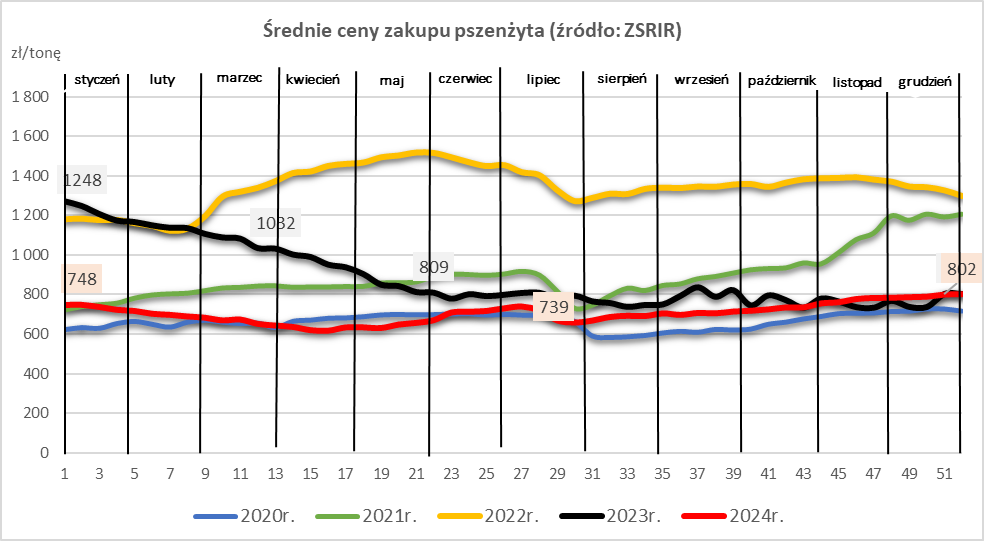 Średnie ceny zakupu pszenżyta (źródło: ZSRIR)
zł/tonę
styczeń luty marzec kwiecień maj czerwiec lipiec sierpień wrzesień październik listopad grudzień
1 800
1 600
1 400
1248
1 200
1032
1 000
748 809 802
800
739
600
400
200
0
1 3 5 7 9 11 13 15 17 19 21 23 25 27 29 31 33 35 37 39 41 43 45 47 49 51
2020r. 2021r. 2022r. 2023r. 2024r.